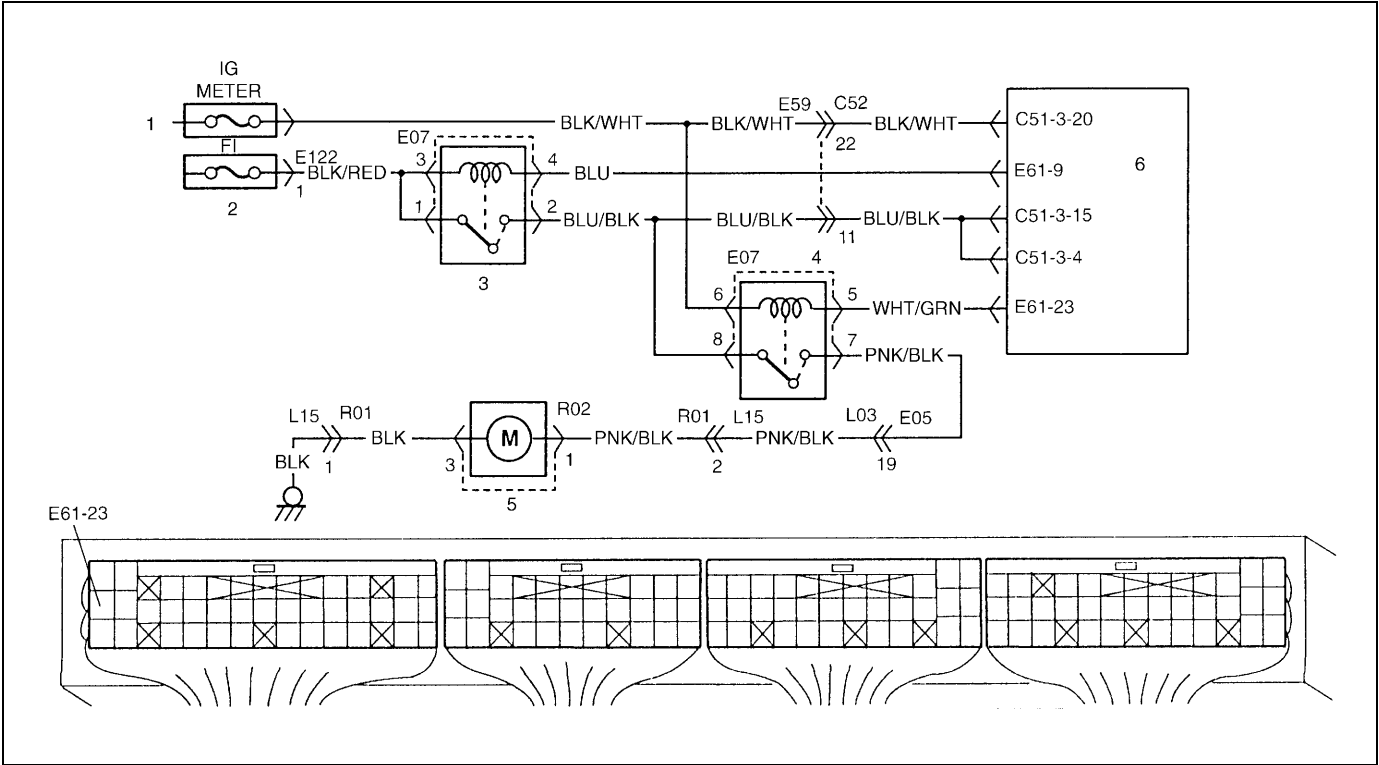 IG
METER
1
BLK/WHT
E59
C52
BLK/WHT
22
BLK/WHT
C51-3-20
FI
E122
BLK/RED
1
2
E07
3
4
BLU
E61-9
6
1
2
BLU/BLK
BLU/BLK
11
BLU/BLK
C51-3-15
C51-3-4
3
E07
4
6
5
WHT/GRN
E61-23
8
7
PNK/BLK
L15
R01
BLK
BLK
1
3
M
R02
1
5
PNK/BLK
R01
L15
2
PNK/BLK
L03
E05
19
E61-23